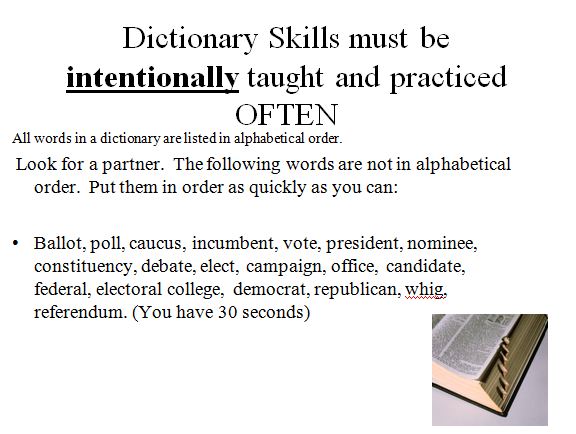 Dictionary Skills must be
intentionally taught and practiced
OFTEN
All words in a dictionary are listed in alphabetical order.
Look for a partner. The following words are not in alphabetical
order. Put them in order as quickly as you can:
• Ballot, poll, caucus, incumbent, vote, president, nominee,
constituency, debate, elect, campaign, office, candidate,
federal, electoral college, democrat, republican, whig,
referendum. (You have 30 seconds)